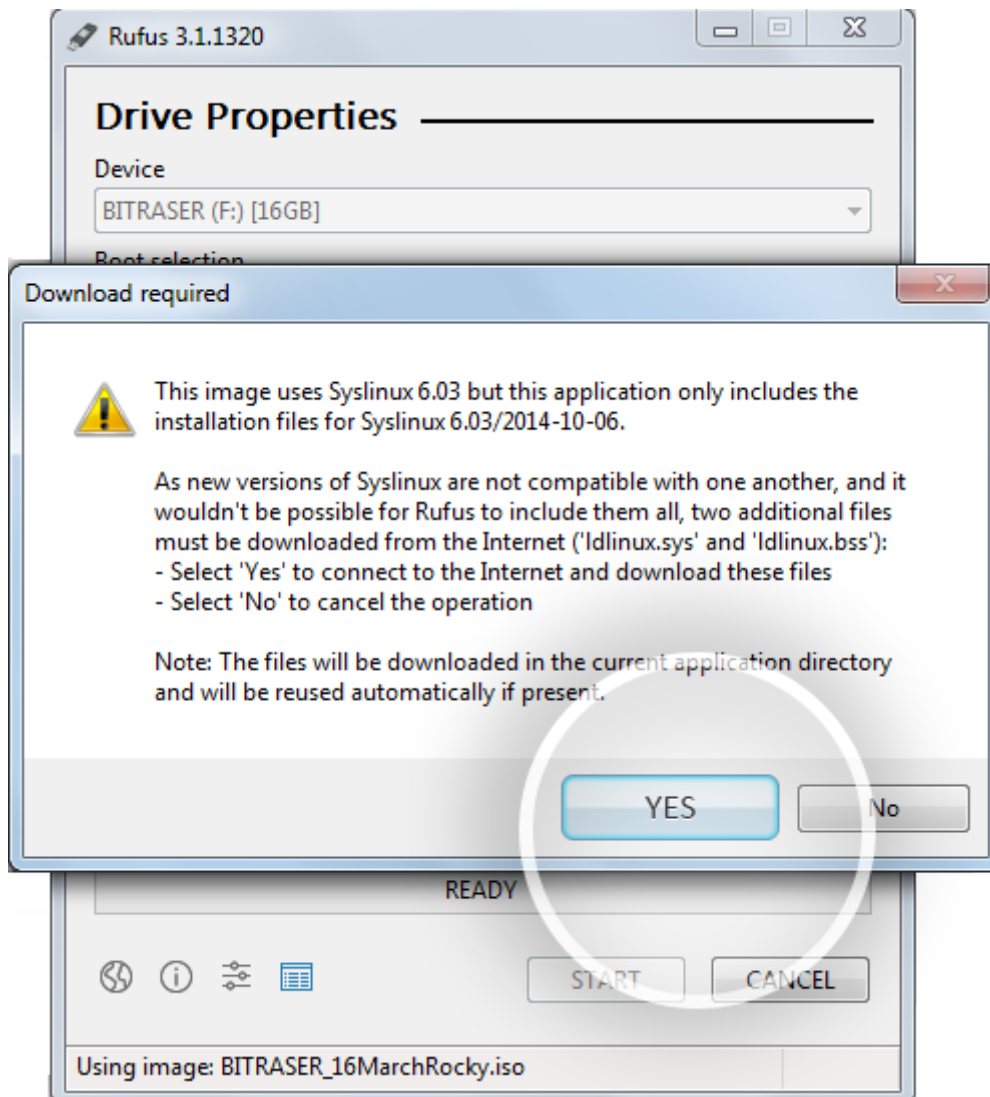 Rufus 3.1.1320
Drive Properties
Device
BITRASER (F:) [16GB]
Boot selection
Download required
This image uses Syslinux 6.03 but this application only includes the
installation files for Syslinux 6.03/2014-10-06.
As new versions of Syslinux are not compatible with one another, and it
wouldn't be possible for Rufus to include them all, two additional files
must be downloaded from the Internet ('ldlinux.sys' and 'ldlinux.bss'):
- Select 'Yes' to connect to the Internet and download these files
- Select 'No' to cancel the operation
Note: The files will be downloaded in the current application directory
and will be reused automatically if present.
YES
No
READY
START
CANCEL
Using image: BITRASER_16MarchRocky.iso